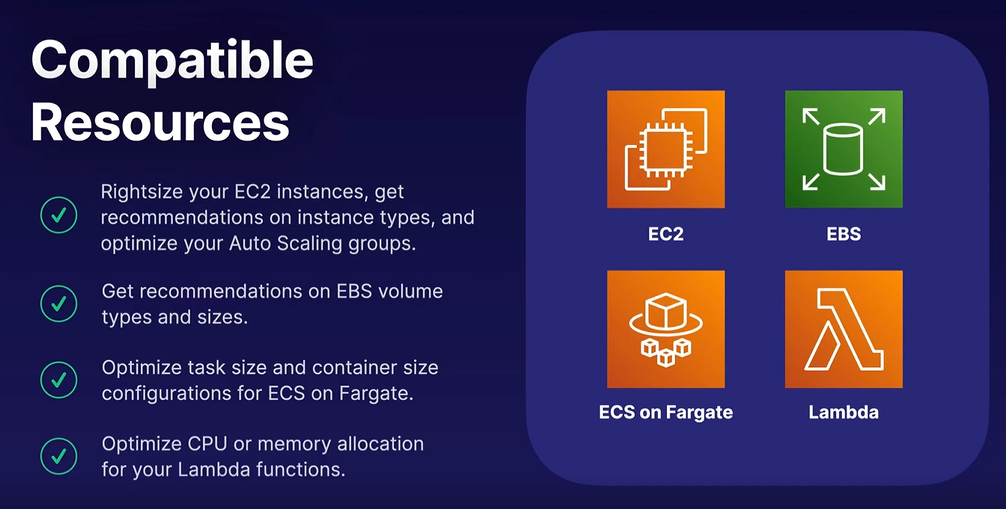 Compatible
Resources
Rightsize your EC2 instances, get
recommendations on instance types, and
optimize your Auto Scaling groups.
Get recommendations on EBS volume
types and sizes.
Optimize task size and container size
configurations for ECS on Fargate.
Optimize CPU or memory allocation
for your Lambda functions.
EC2
EBS
ECS on Fargate
Lambda